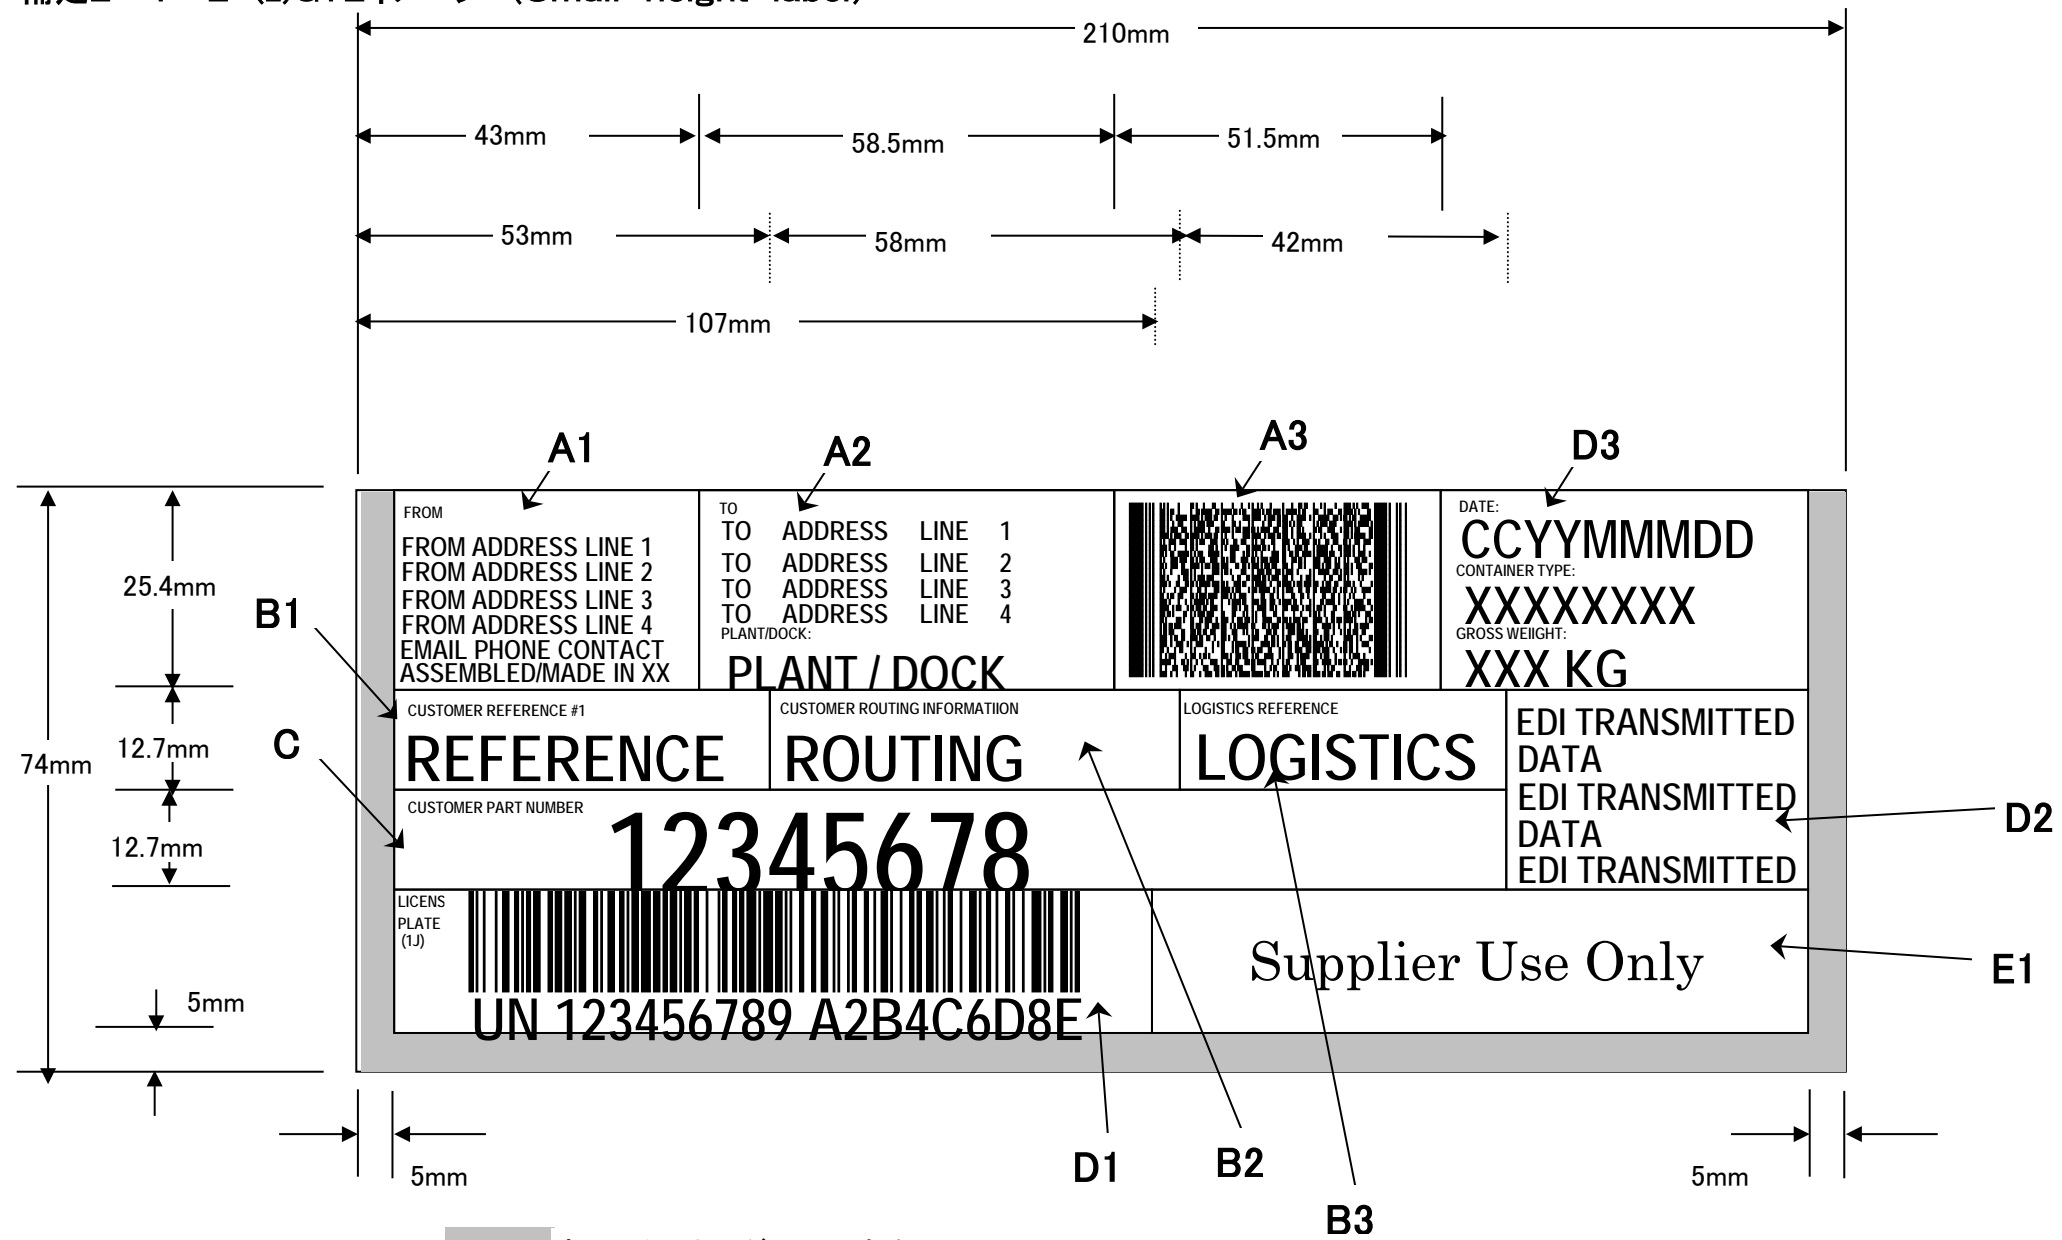 (Small height label)
210mm
43mm
58.5mm
51.5mm
53mm
58mm
42mm
107mm
A1
A2
A3
D3
FROM
FROM ADDRESS LINE 1
FROM ADDRESS LINE 2
FROM ADDRESS LINE 3
FROM ADDRESS LINE 4
EMAIL PHONE CONTACT
ASSEMBLED/MADE IN XX
TO
TO ADDRESS LINE 1
TO ADDRESS LINE 2
TO ADDRESS LINE 3
TO ADDRESS LINE 4
PLANT/DOCK:
PLANT / DOCK
DATE:
CCYYMMMDD
CONTAINER TYPE:
XXXXXXXX
GROSS WEIIGHT:
XXX KG
25.4mm
B1
CUSTOMER REFERENCE #1
REFERENCE
CUSTOMER ROUTING INFORMATIION
ROUTING
LOGISTICS REFERENCE
LOGISTICS
EDI TRANSMITTED
DATA
EDI TRANSMITTED
DATA
EDI TRANSMITTED
D2
12.7mm
74mm
C
CUSTOMER PART NUMBER
12345678
12.7mm
LICENS
PLATE
(1J)
UN 123456789 A2B4C6D8E
Supplier Use Only
E1
5mm
5mm
D1
B2
B3
5mm